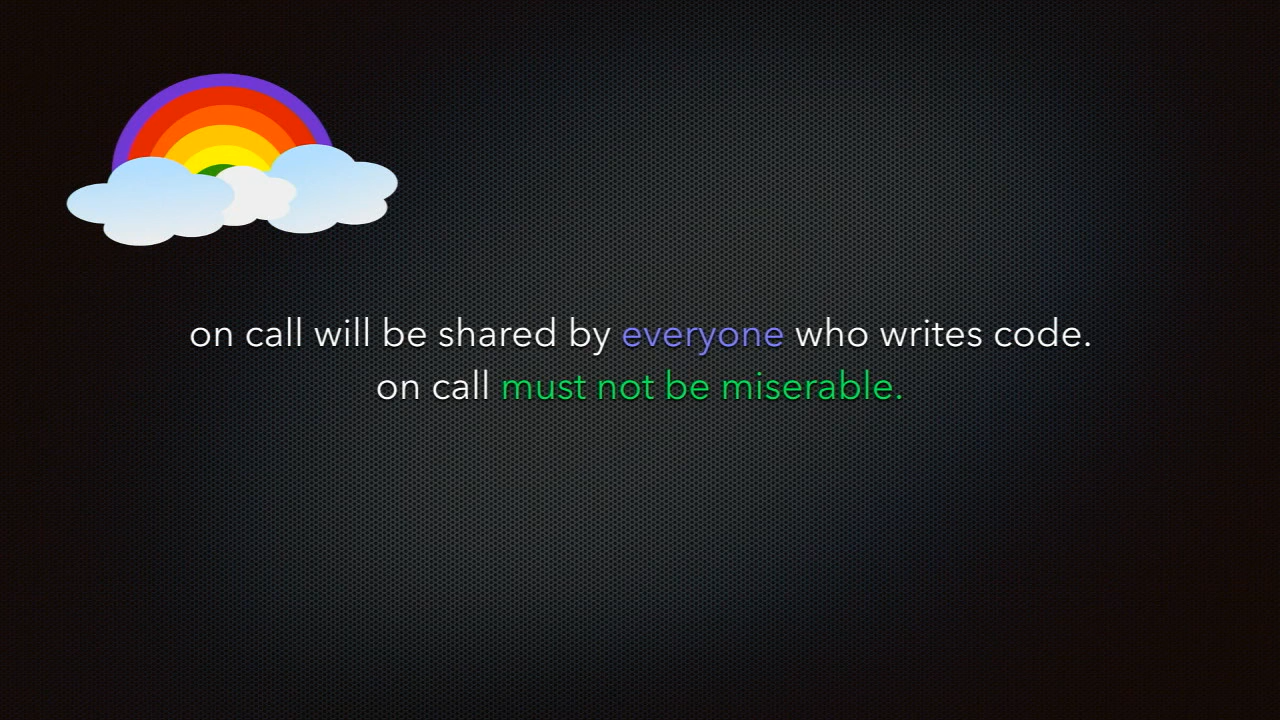 on call will be shared by everyone who writes code.
on call must not be miserable.